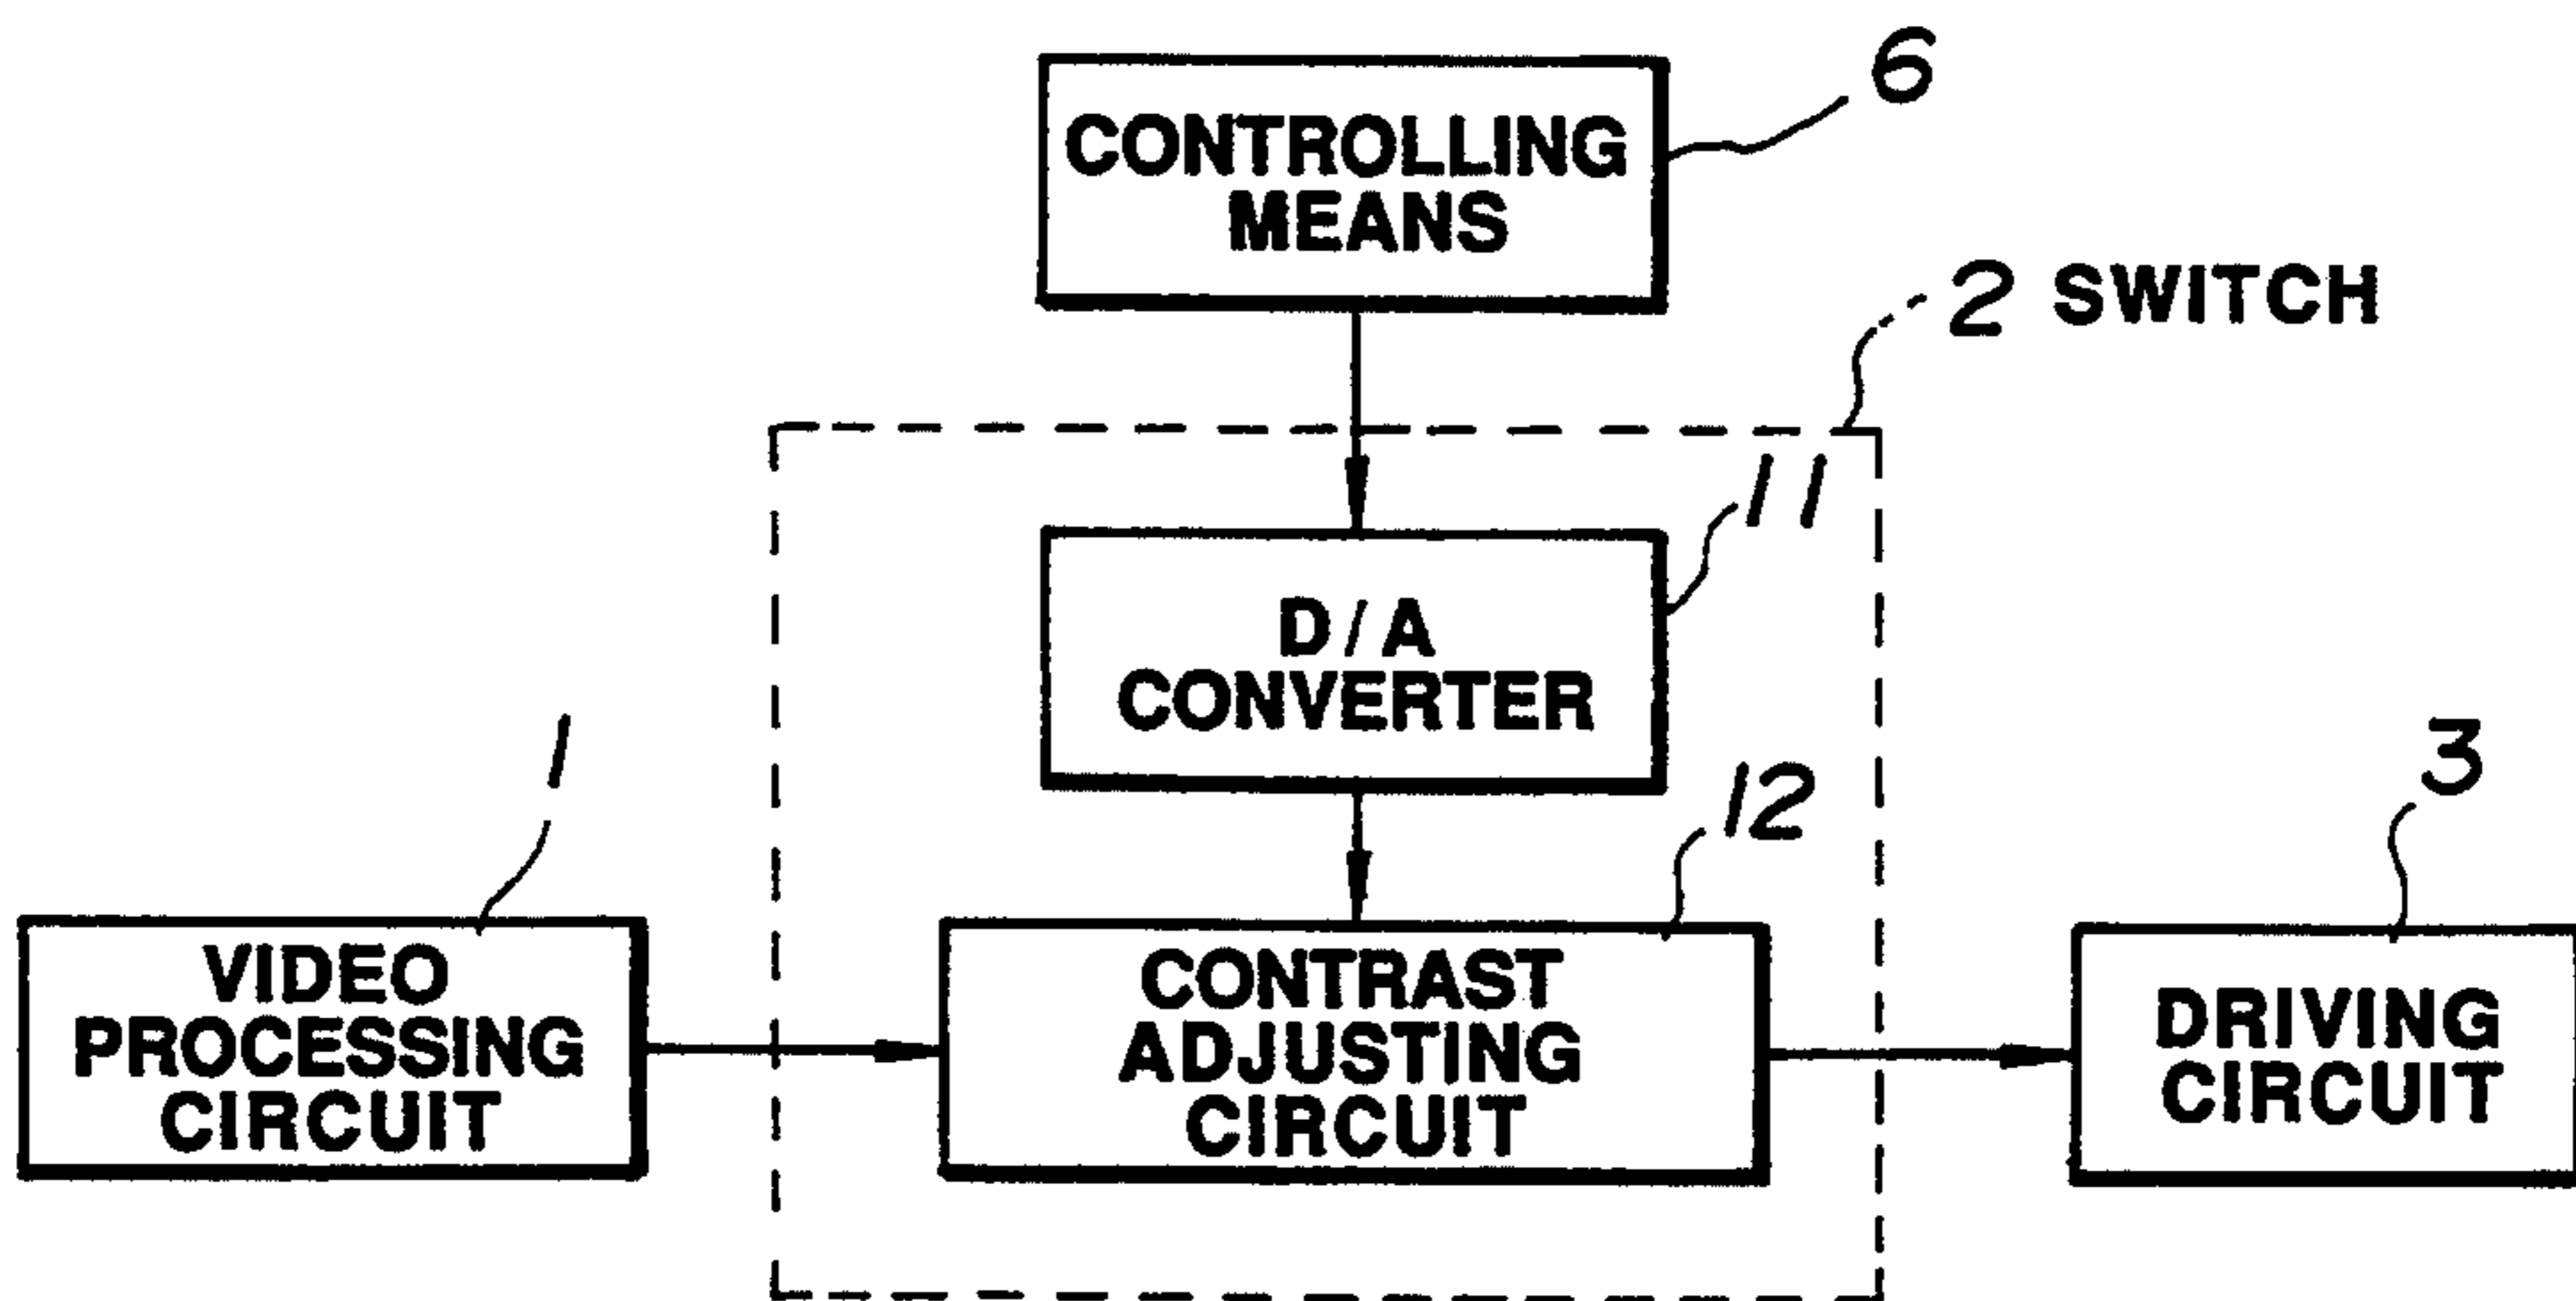 6
CONTROLLING
MEANS
2 SWITCH
11
D/A
CONVERTER
1
12
3
VIDEO
PROCESSING
CIRCUIT
CONTRAST
ADJUSTING
CIRCUIT
DRIVING
CIRCUIT